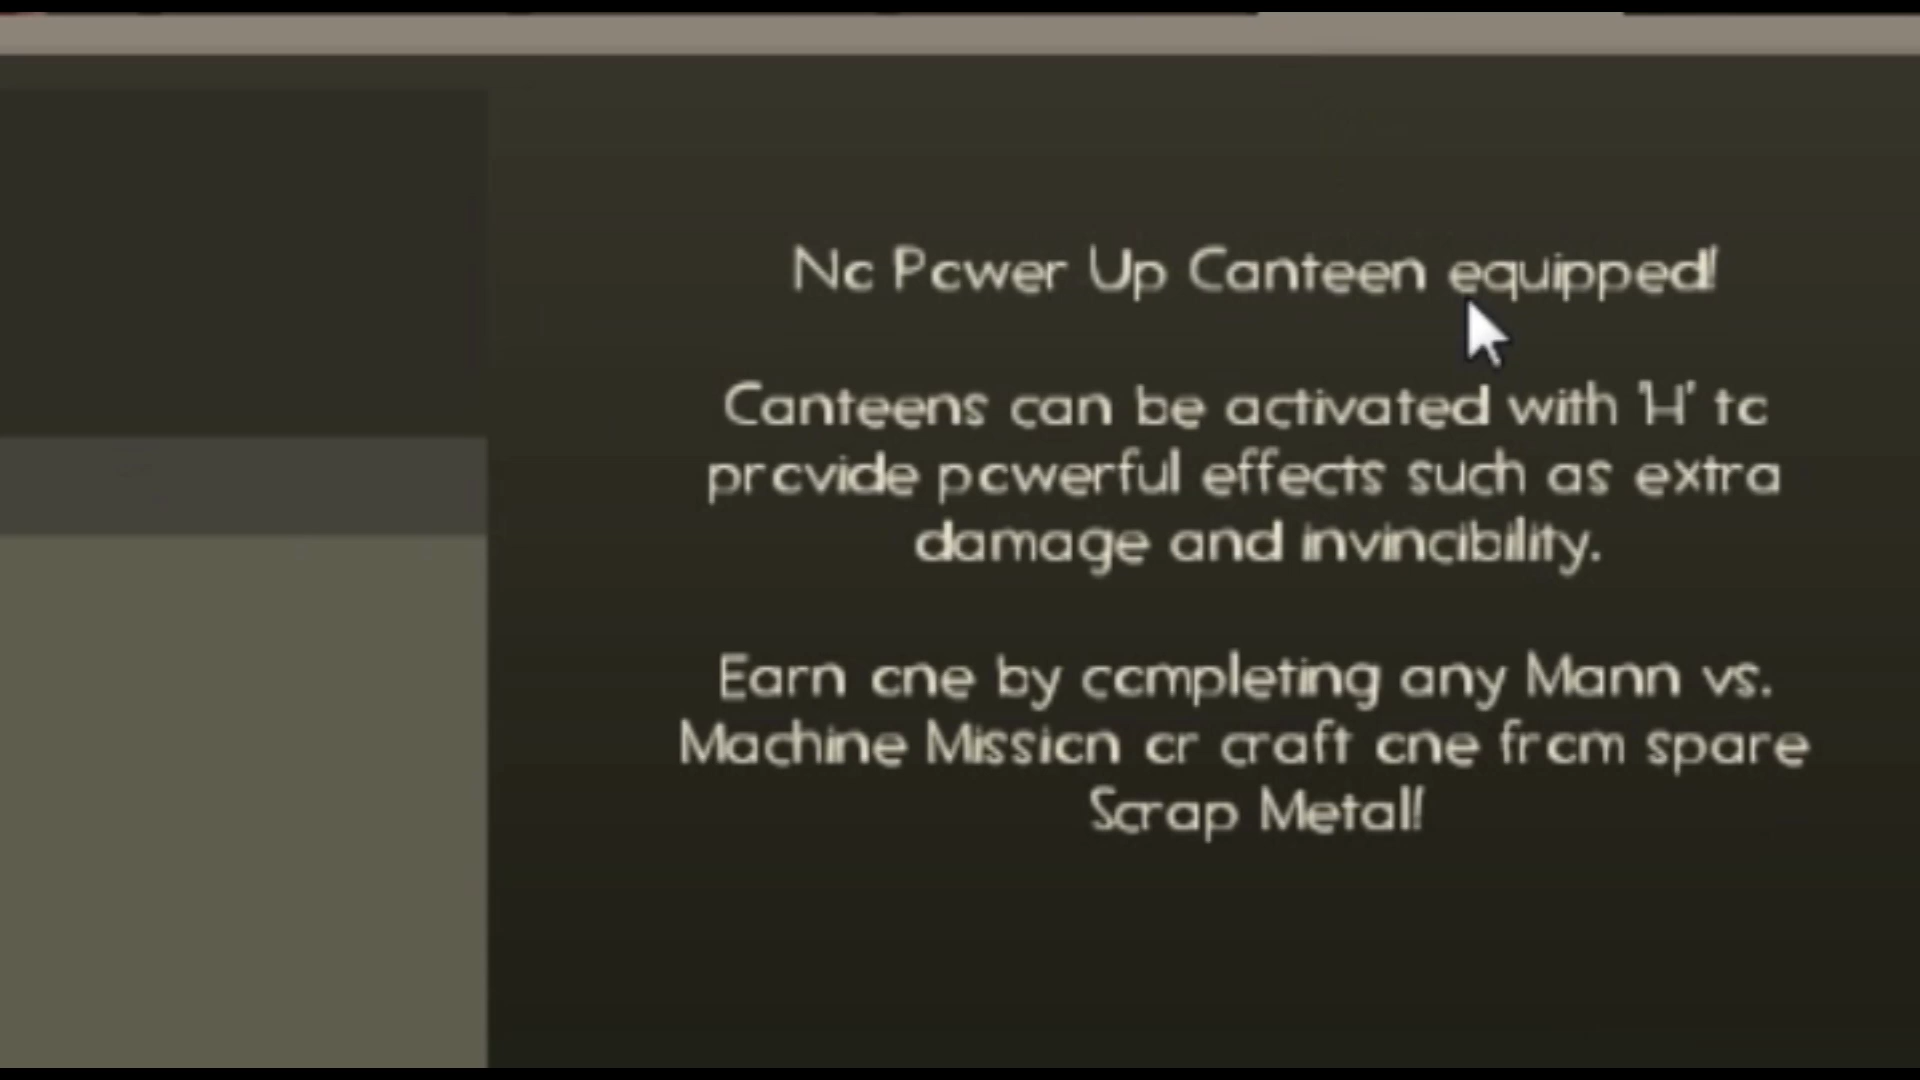 No Power Up Canteen equipped!
Canteens can be activated with 'H' to
provide powerful effects such as extra
damage and invincibility.
Earn one by completing any Mann vs.
Machine Mission or craft one from spare
Scrap Metal!